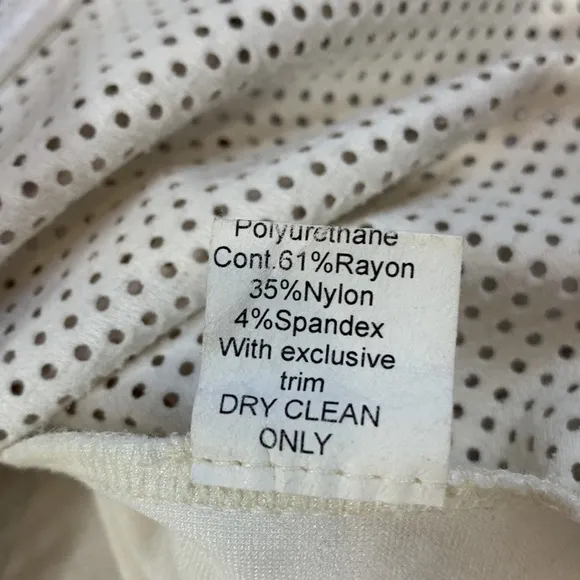 Polyurethane
Cont.61%Rayon
35%Nylon
4%Spandex
With exclusive
trim
DRY CLEAN
ONLY